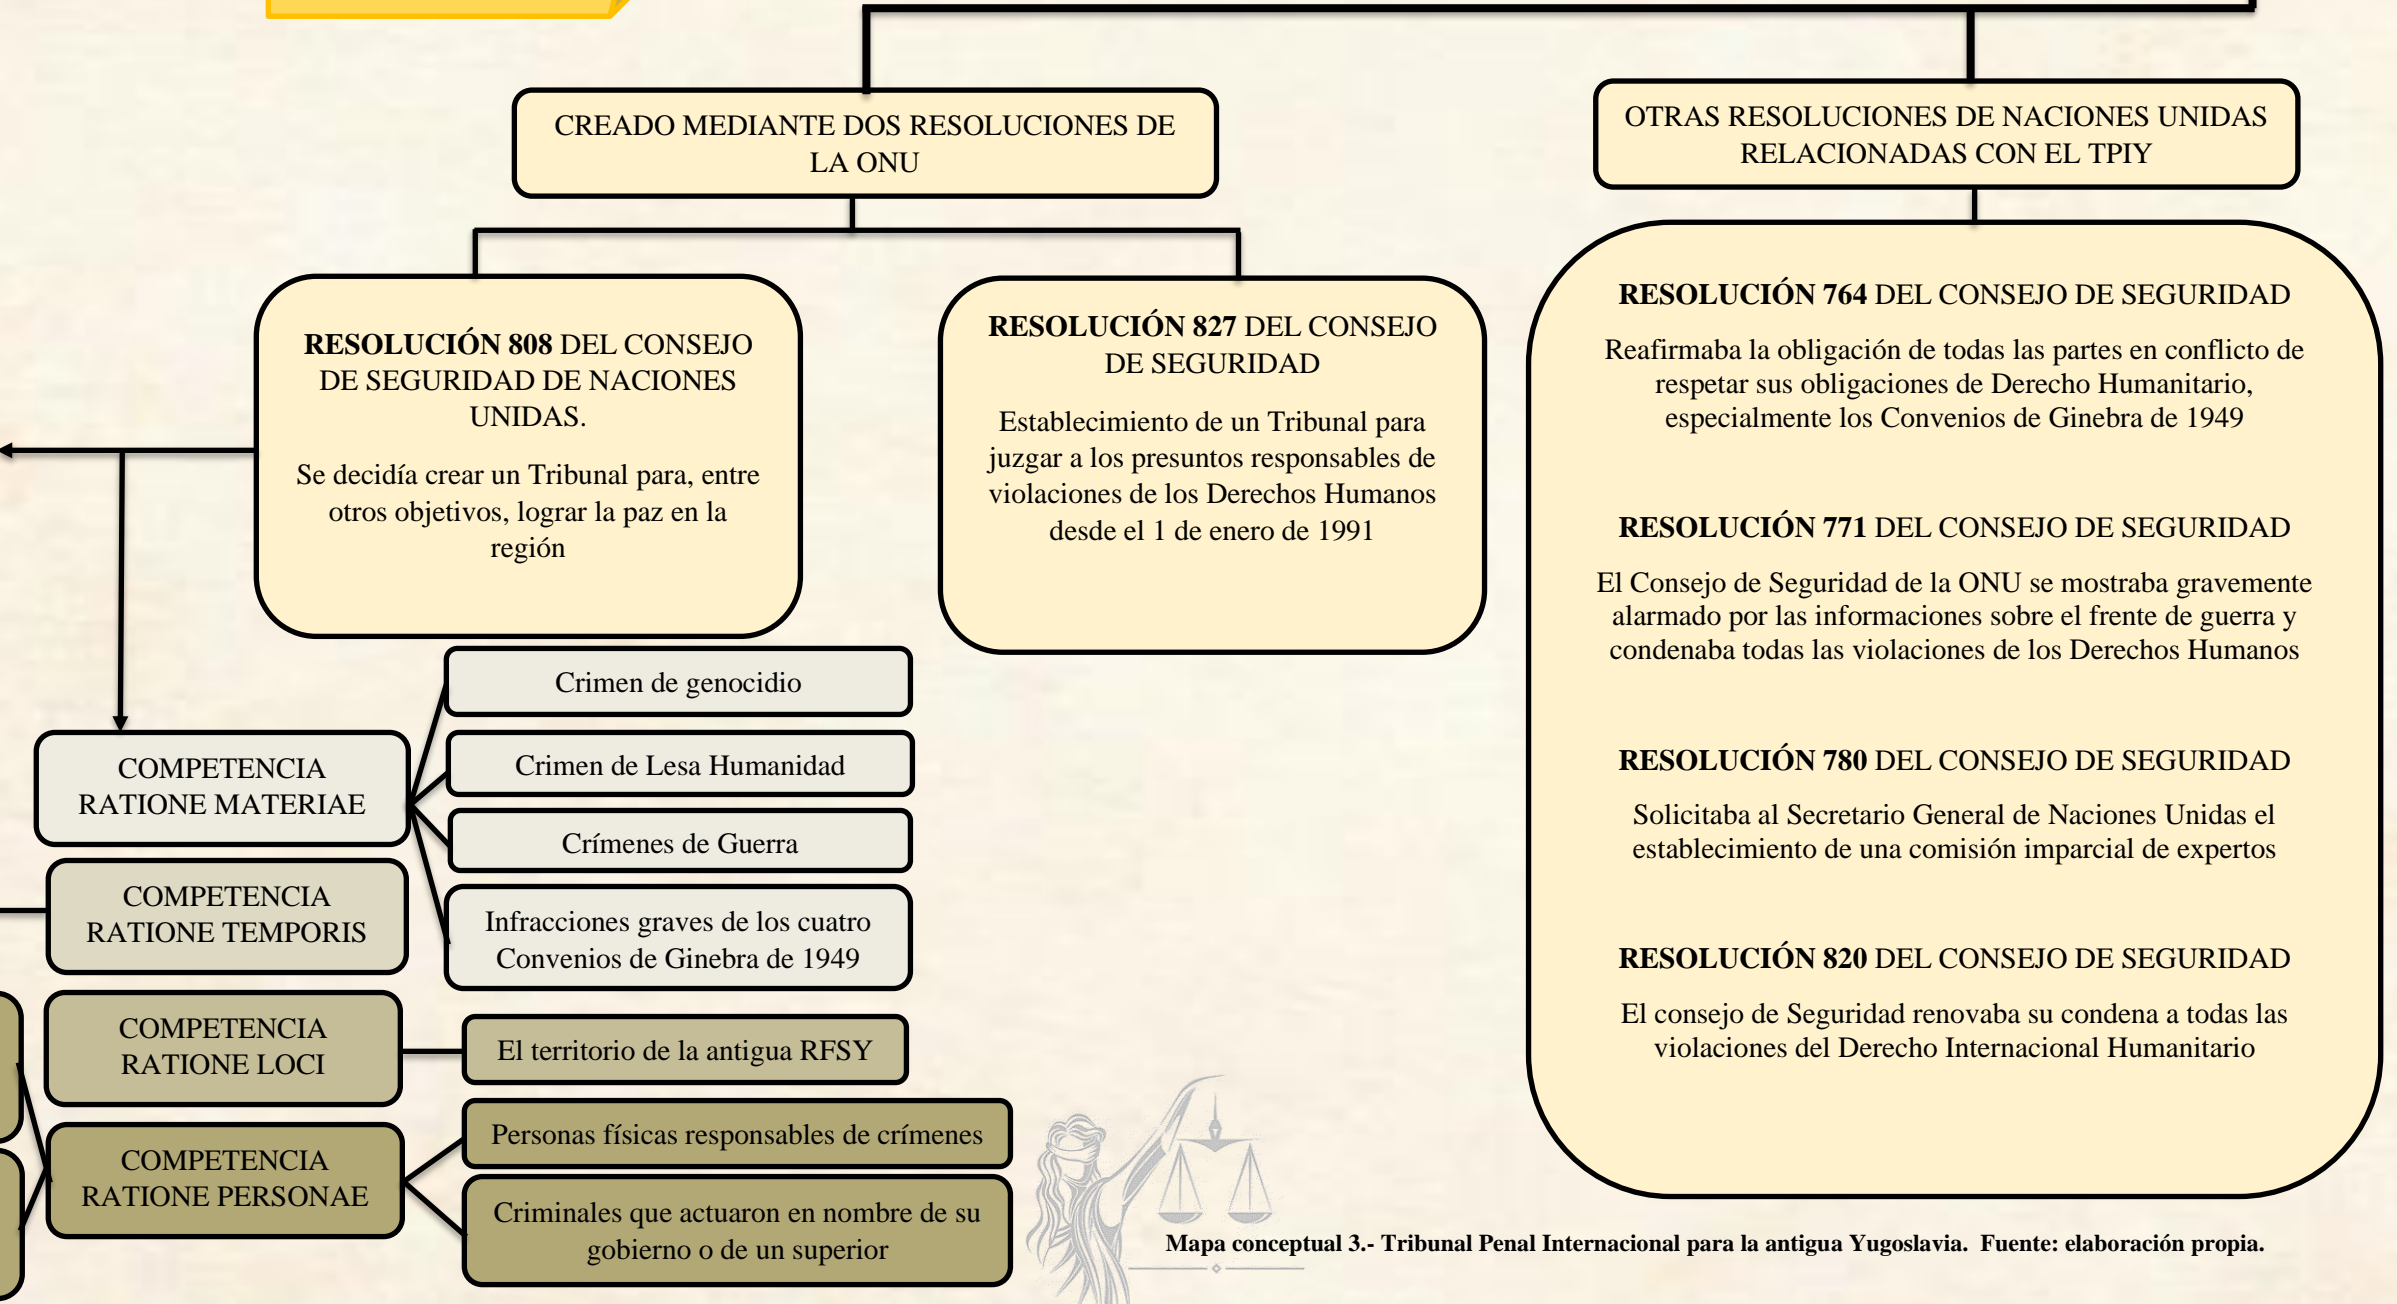 CREADO MEDIANTE DOS RESOLUCIONES DE
LA ONU
OTRAS RESOLUCIONES DE NACIONES UNIDAS
RELACIONADAS CON EL TPIY
RESOLUCIÓN 808 DEL CONSEJO
DE SEGURIDAD DE NACIONES
UNIDAS.
Se decidía crear un Tribunal para, entre
otros objetivos, lograr la paz en la
región
RESOLUCIÓN 827 DEL CONSEJO
DE SEGURIDAD
Establecimiento de un Tribunal para
juzgar a los presuntos responsables de
violaciones de los Derechos Humanos
desde el 1 de enero de 1991
RESOLUCIÓN 764 DEL CONSEJO DE SEGURIDAD
Reafirmaba la obligación de todas las partes en conflicto de
respetar sus obligaciones de Derecho Humanitario,
especialmente los Convenios de Ginebra de 1949
RESOLUCIÓN 771 DEL CONSEJO DE SEGURIDAD
El Consejo de Seguridad de la ONU se mostraba gravemente
alarmado por las informaciones sobre el frente de guerra y
condenaba todas las violaciones de los Derechos Humanos
RESOLUCIÓN 780 DEL CONSEJO DE SEGURIDAD
Solicitaba al Secretario General de Naciones Unidas el
establecimiento de una comisión imparcial de expertos
RESOLUCIÓN 820 DEL CONSEJO DE SEGURIDAD
El consejo de Seguridad renovaba su condena a todas las
violaciones del Derecho Internacional Humanitario
COMPETENCIA
RATIONE MATERIAE
Crimen de genocidio
Crimen de Lesa Humanidad
Crímenes de Guerra
Infracciones graves de los cuatro
Convenios de Ginebra de 1949
COMPETENCIA
RATIONE TEMPORIS
COMPETENCIA
RATIONE LOCI
El territorio de la antigua RFSY
COMPETENCIA
RATIONE PERSONAE
Personas físicas responsables de crímenes
Criminales que actuaron en nombre de su
gobierno o de un superior
Mapa conceptual 3.- Tribunal Penal Internacional para la antigua Yugoslavia. Fuente: elaboración propia.